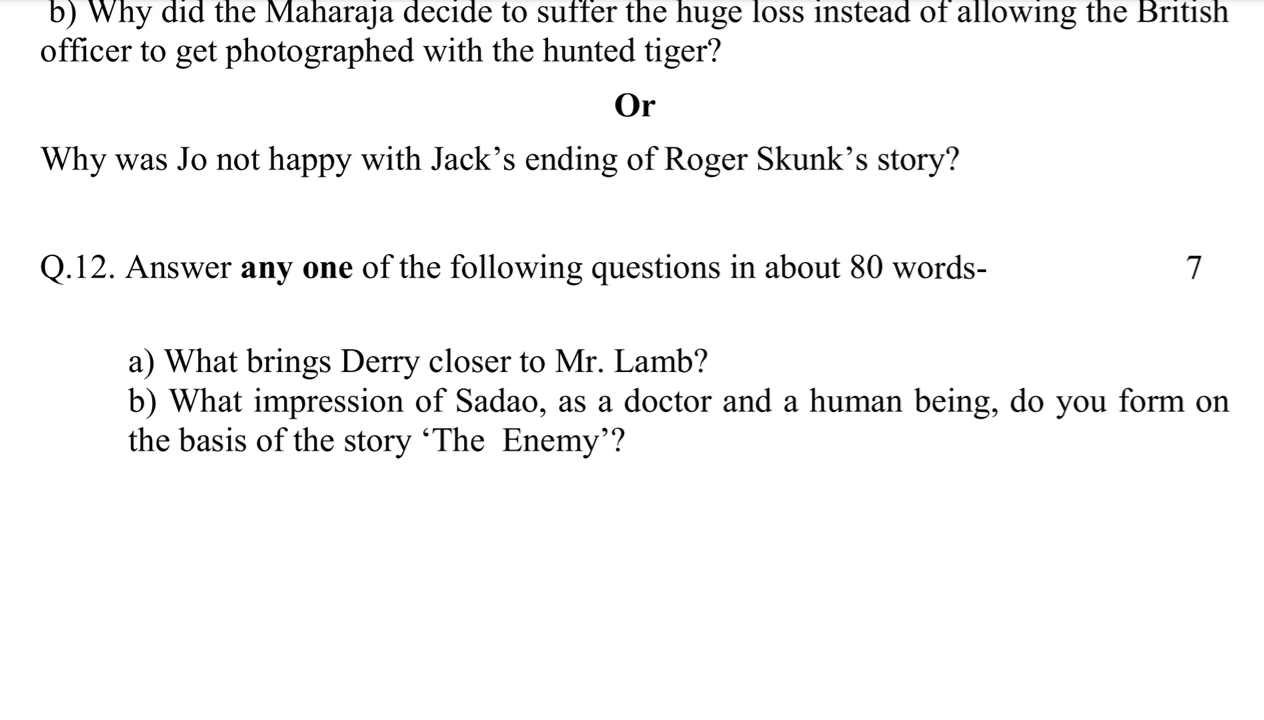 b) Why did the Maharaja decide to suffer the huge loss instead of allowing the British
officer to get photographed with the hunted tiger?
Or
Why was Jo not happy with Jack’s ending of Roger Skunk’s story?
Q.12. Answer any one of the following questions in about 80 words- 7
a) What brings Derry closer to Mr. Lamb?
b) What impression of Sadao, as a doctor and a human being, do you form on
the basis of the story ‘The Enemy’?